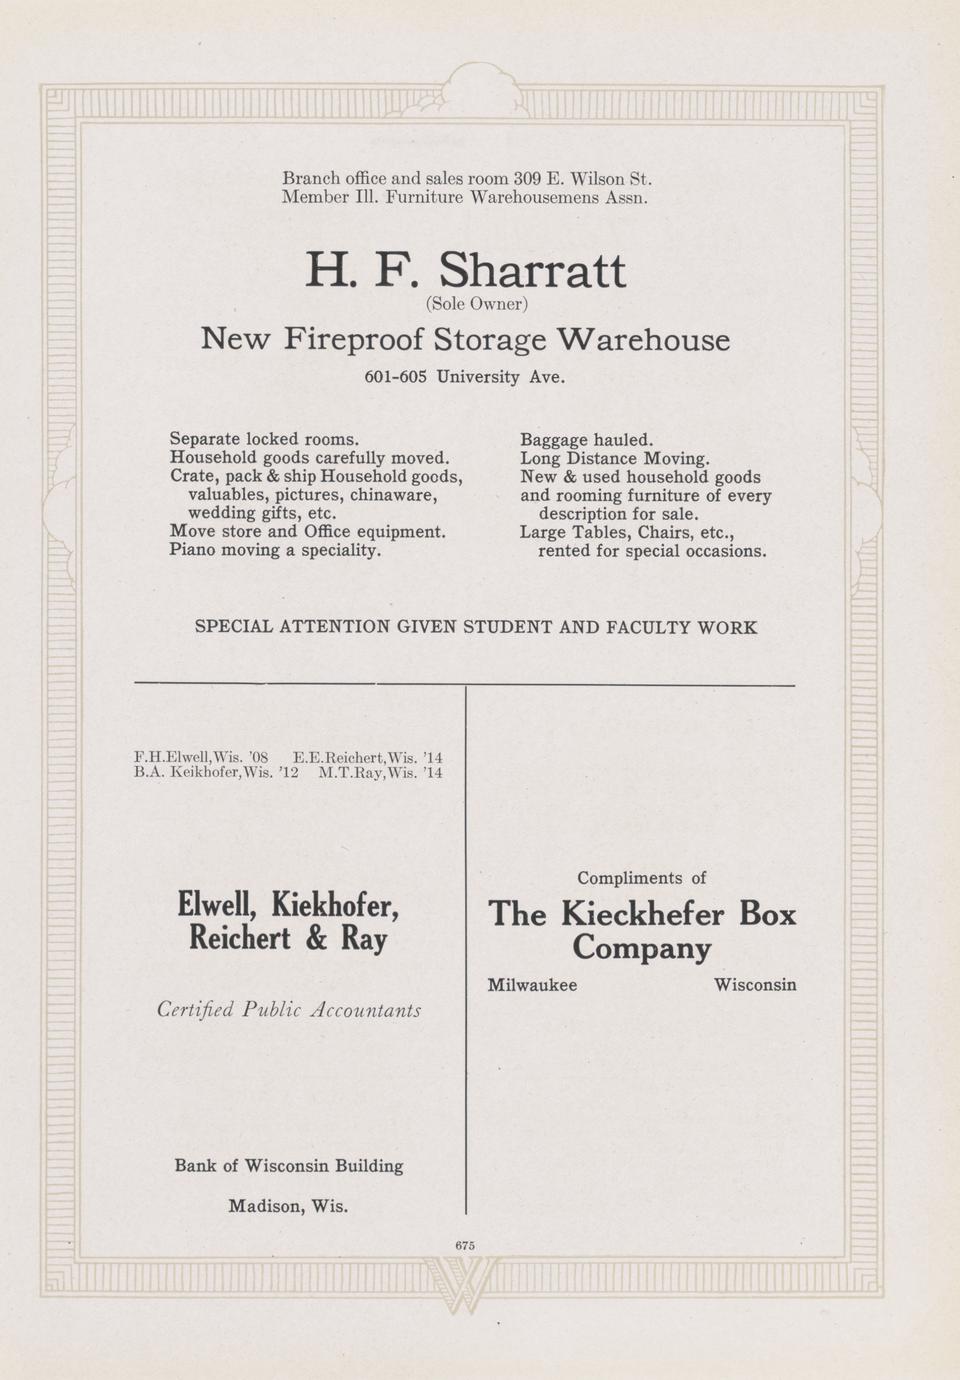 Branch office and sales room 309 E. Wilson St.
Member Ill. Furniture Warehousemens Assn.
H. F. Sharratt
(Sole Owner)
New Fireproof Storage Warehouse
601-605 University Ave.
Separate locked rooms.
Household goods carefully moved.
Crate, pack & ship Household goods,
valuables, pictures, chinaware,
wedding gifts, etc.
Move store and Office equipment.
Piano moving a speciality.
Baggage hauled.
Long Distance Moving.
New & used household goods
and rooming furniture of every
description for sale.
Large Tables, Chairs, etc.,
rented for special occasions.
SPECIAL ATTENTION GIVEN STUDENT AND FACULTY WORK
F.H.Elwell,Wis. '08 E.E.Reichert,Wis. '14
B.A. Keikhofer,Wis. '12 M.T.Ray,Wis. '14
Elwell, Kiekhofer,
Reichert & Ray
Certified Public Accountants
Bank of Wisconsin Building
Madison, Wis.
Compliments of
The Kieckhefer Box
Company
Milwaukee Wisconsin
675
W